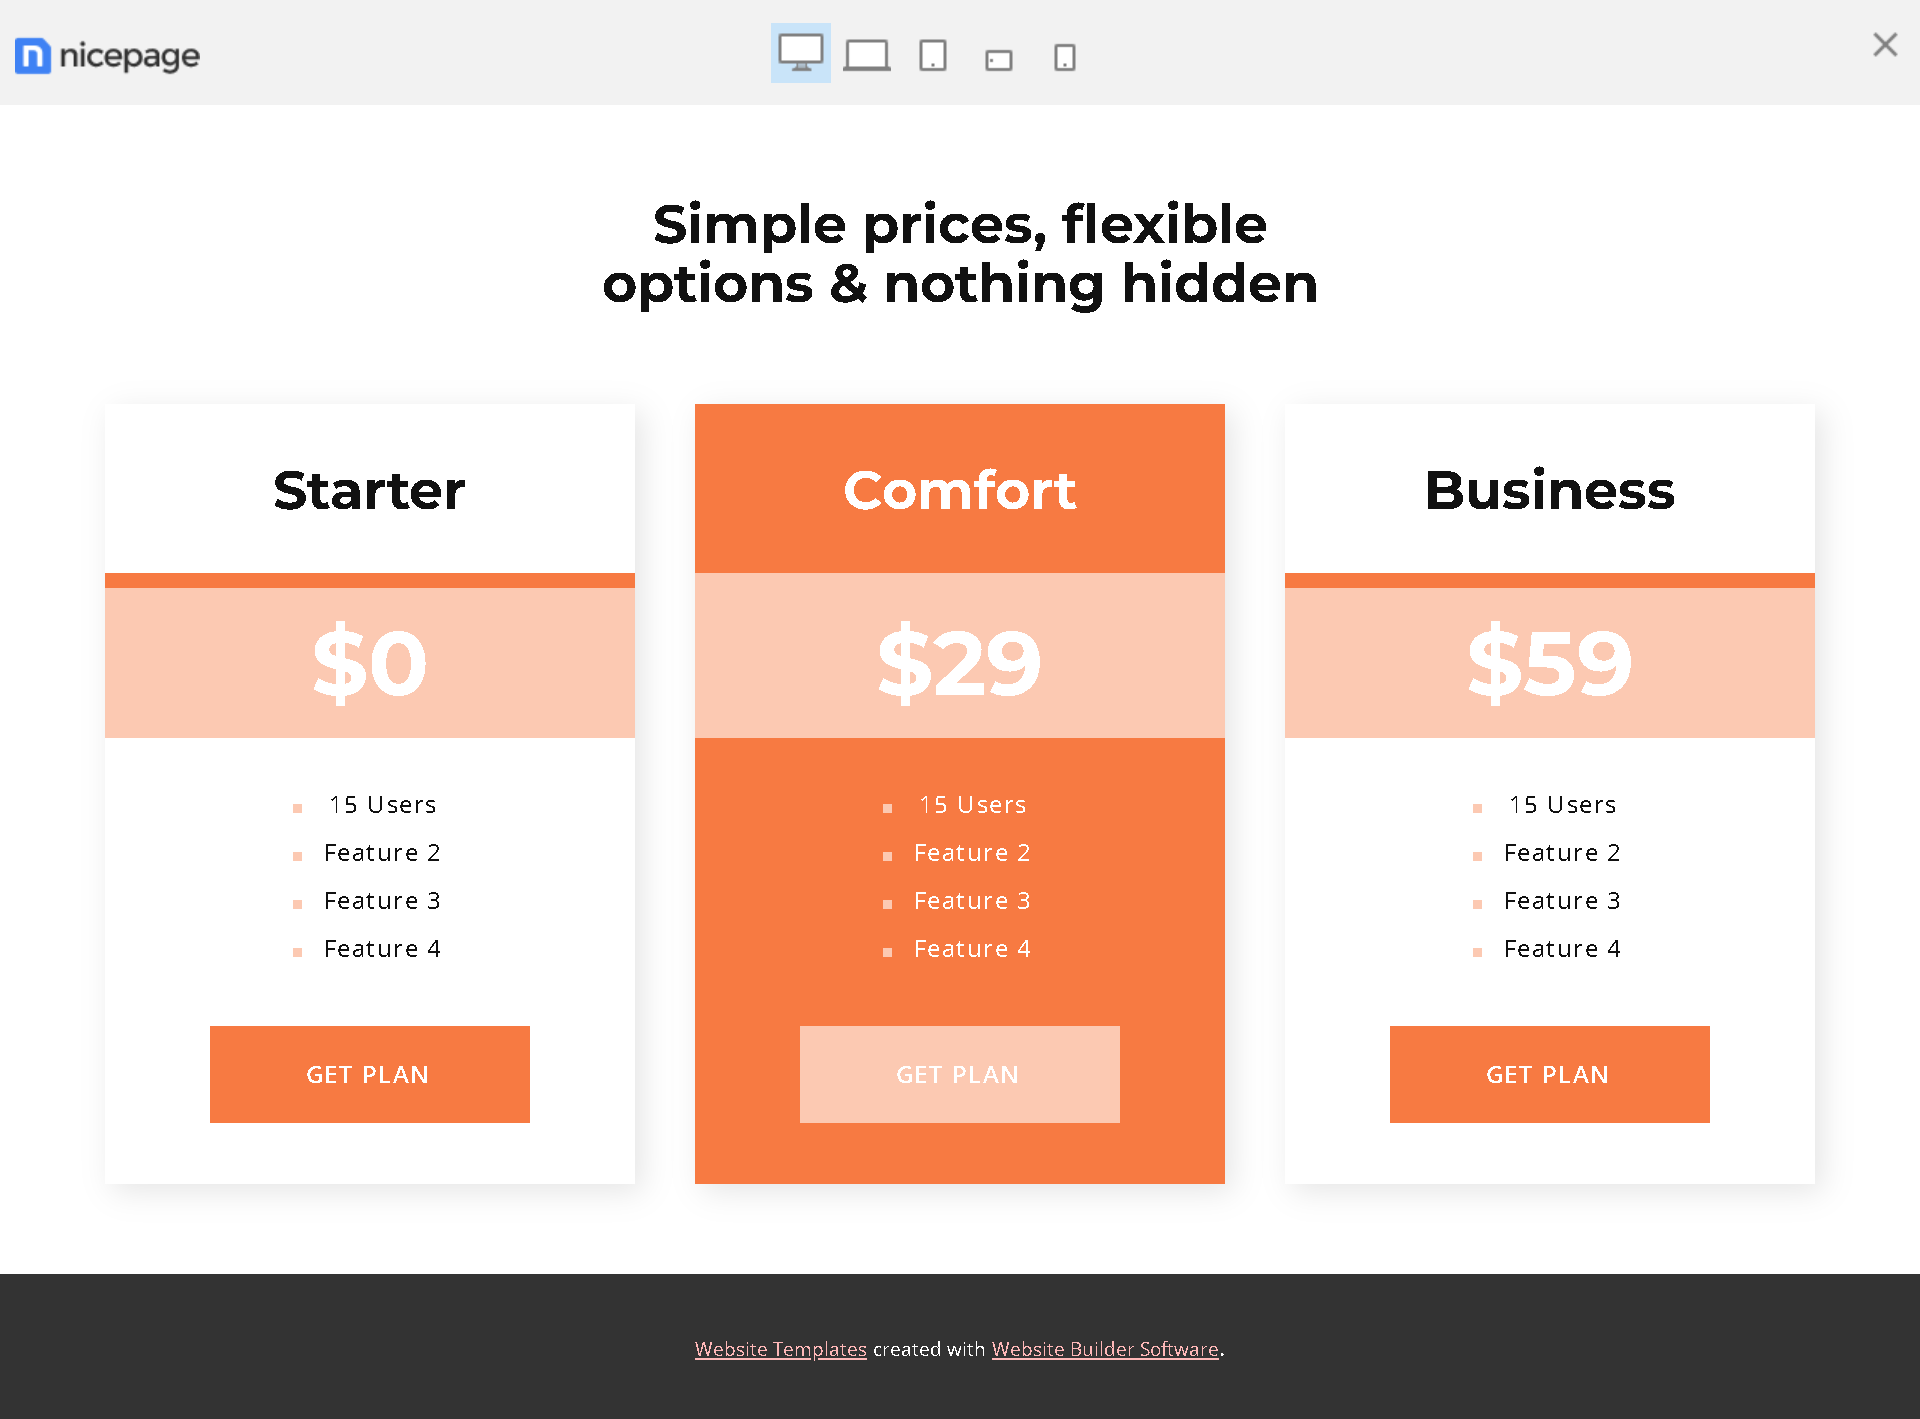 nicepage
Simple prices, flexible
options & nothing hidden
Starter
$0
15 Users
Feature 2
Feature 3
Feature 4
GET PLAN
Comfort
$29
15 Users
Feature 2
Feature 3
Feature 4
GET PLAN
Business
$59
15 Users
Feature 2
Feature 3
Feature 4
GET PLAN
Website Templates created with Website Builder Software.